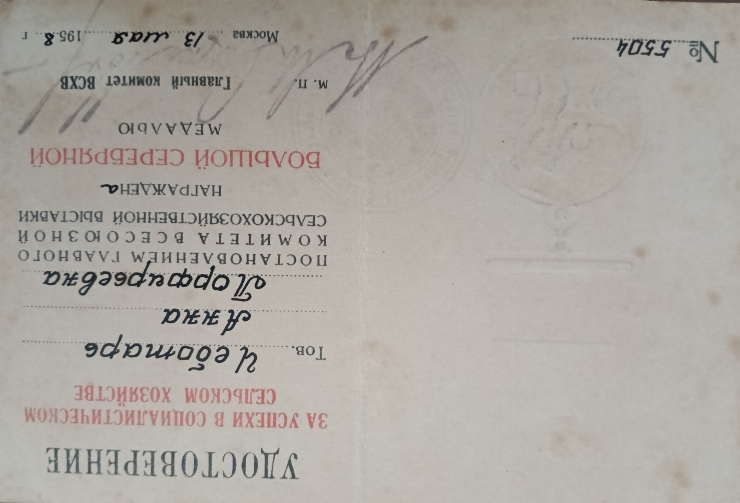 № 5504
УДОСТОВЕРЕНИЕ
ЗА УСПЕХИ В СОЦИАЛИСТИЧЕСКОМ
СЕЛЬСКОМ ХОЗЯЙСТВЕ
Тов. Чеботарь
Анна
Порфирьевна
ПОСТАНОВЛЕНИЕМ ГЛАВНОГО
КОМИТЕТА ВСЕСОЮЗНОЙ
СЕЛЬСКОХОЗЯЙСТВЕННОЙ ВЫСТАВКИ
НАГРАЖДЕНа
БОЛЬШОЙ СЕРЕБРЯНОЙ
МЕДАЛЬЮ
М. П. Главный комитет ВСХВ
Москва 13 мая 1958 г